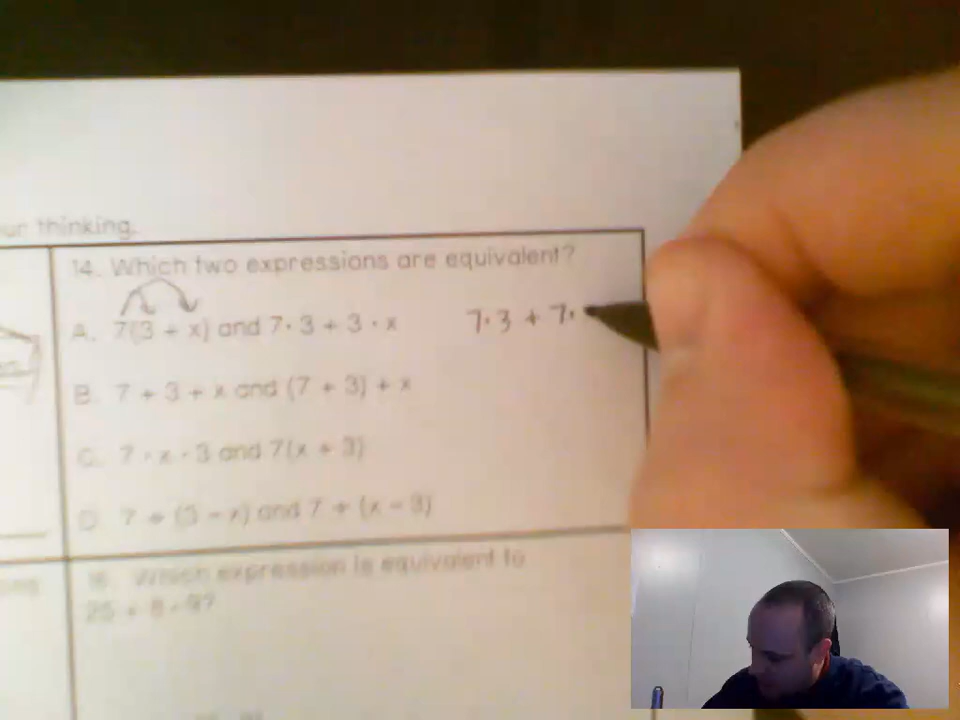 ur thinking.
14. Which two expressions are equivalent?
A. 7(3 + x) and 7 · 3 + 3 · x
7·3 + 7·
B. 7 + 3 + x and (7 + 3) + x
C. 7 · x · 3 and 7(x + 3)
D. 7 + (3 - x) and 7 + (x - 3)
Which expression is equivalent to